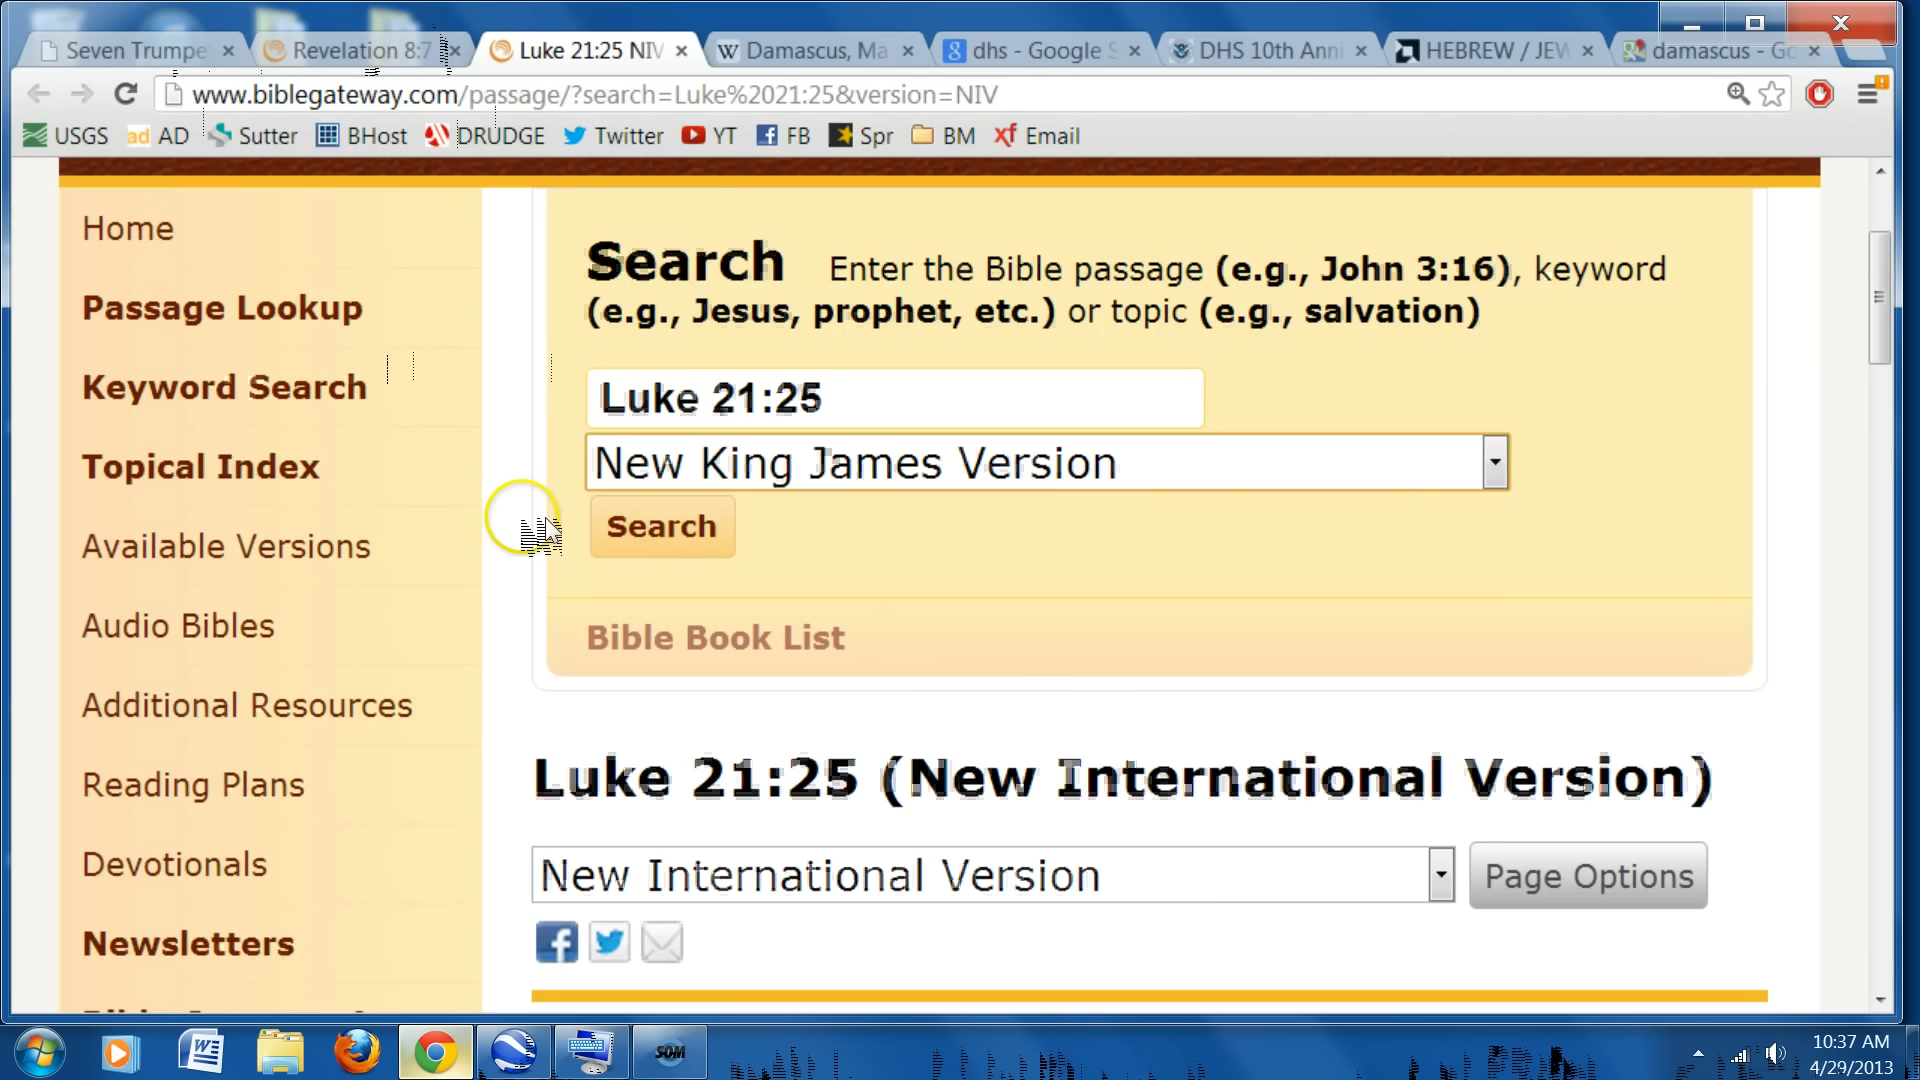 Seven Trumpe
Revelation 8:7
Luke 21:25 NIV
Damascus, Ma
dhs - Google S
DHS 10th Anni
HEBREW / JEW
damascus - Go
www.biblegateway.com/passage/?search=Luke%2021:25&version=NIV
USGS ad AD Sutter BHost DRUDGE Twitter YT FB Spr BM xf Email
Home
Passage Lookup
Keyword Search
Topical Index
Available Versions
Audio Bibles
Additional Resources
Reading Plans
Devotionals
Newsletters
Search Enter the Bible passage (e.g., John 3:16), keyword
(e.g., Jesus, prophet, etc.) or topic (e.g., salvation)
Luke 21:25
New King James Version
Search
Bible Book List
Luke 21:25 (New International Version)
New International Version
Page Options
SOM
10:37 AM
4/29/2013